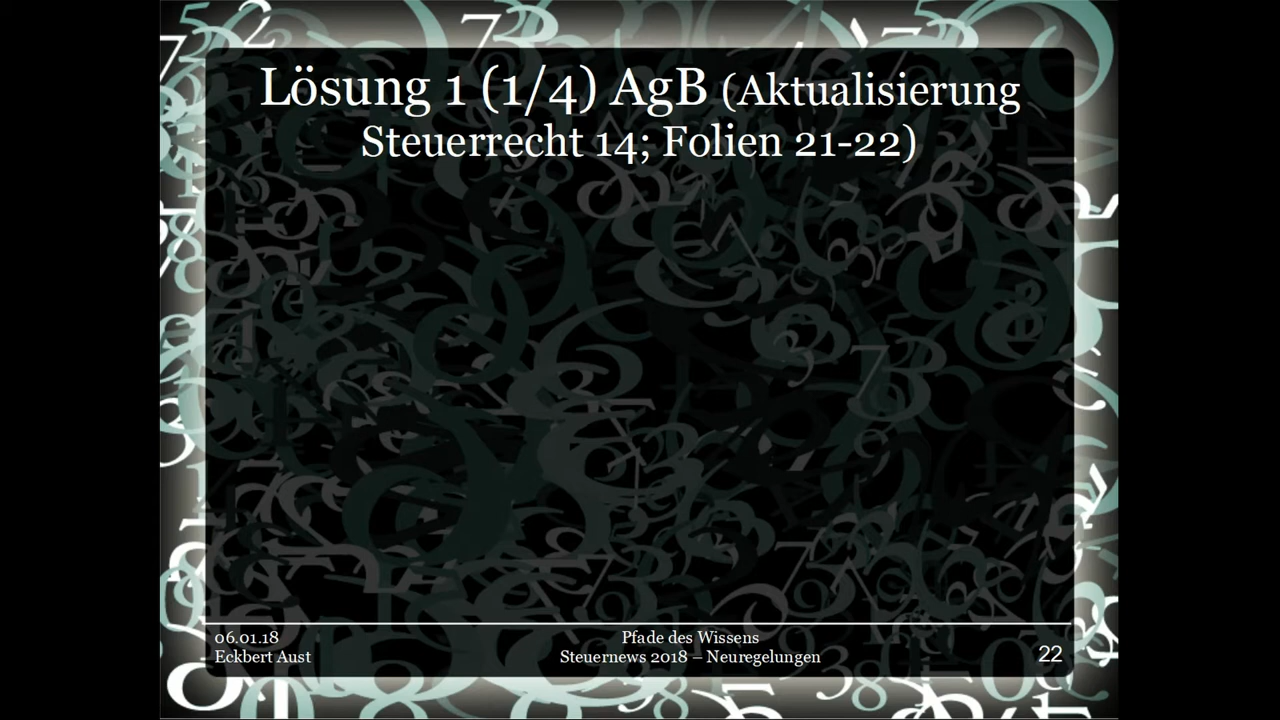 Lösung 1 (1/4) AgB (Aktualisierung
Steuerrecht 14; Folien 21-22)
06.01.18
Eckbert Aust
Pfade des Wissens
Steuernews 2018 – Neuregelungen
22